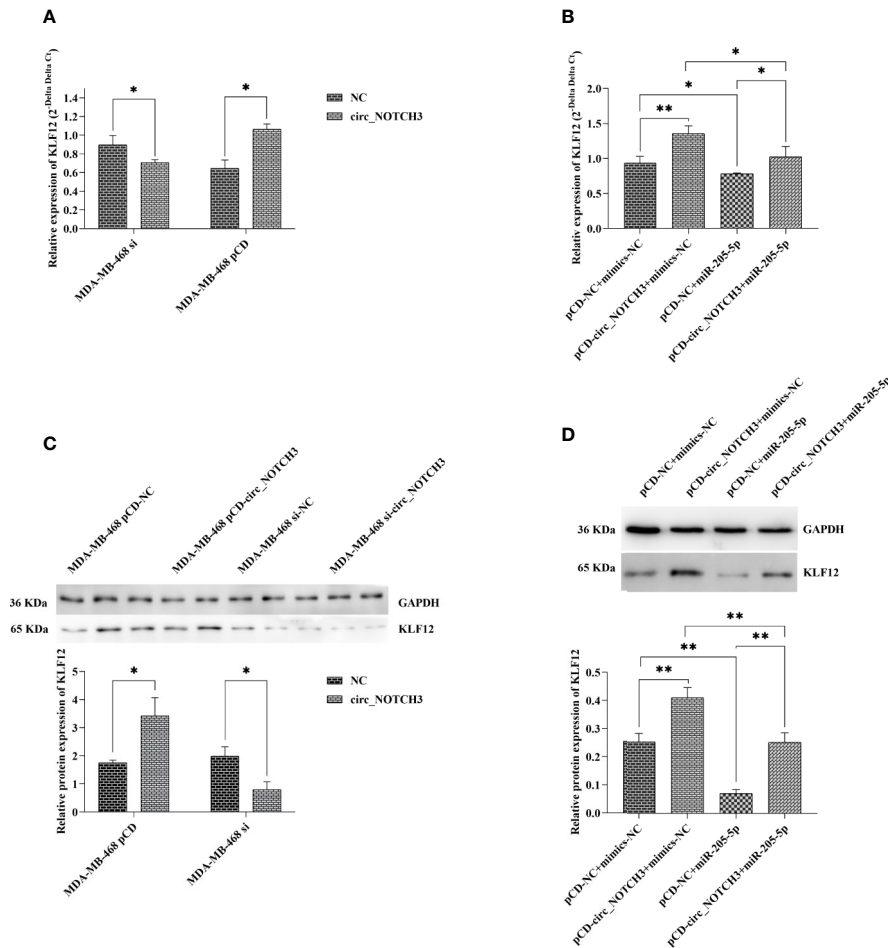 A
Relative expression of KLF12 (2^-Delta Delta Ct)
1.4
1.2
1.0
0.8
0.6
0.4
0.2
0.0
*
*
NC
circ_NOTCH3
MDA-MB-468 si
MDA-MB-468 pCD
B
Relativ expression of KLF12 (2^-Delta Delta Ct)
2.0
1.5
1.0
0.5
0.0
*
*
*
**
pCD-NC+mimics-NC
pCD-circ_NOTCH3+mimics-NC
pCD-NC+miR-205-5p
pCD-circ_NOTCH3+miR-205-5p
C
MDA-MB-468 pCD-NC
MDA-MB-468 pCD-circ_NOTCH3
MDA-MB-468 si-NC
MDA-MB-468 si-circ_NOTCH3
36 KDa
GAPDH
65 KDa
KLF12
Relative protein expression of KLF12
5
4
3
2
1
0
*
*
NC
circ_NOTCH3
MDA-MB-468 pCD
MDA-MB-468 si
D
pCD-NC+mimics-NC
pCD-circ_NOTCH3+mimics-NC
pCD-NC+miR-205-5p
pCD-circ_NOTCH3+miR-205-5p
36 KDa
GAPDH
65 KDa
KLF12
Relative protein expression of KLF12
0.5
0.4
0.3
0.2
0.1
0.0
**
**
**
**
pCD-NC+mimics-NC
pCD-circ_NOTCH3+mimics-NC
pCD-NC+miR-205-5p
pCD-circ_NOTCH3+miR-205-5p